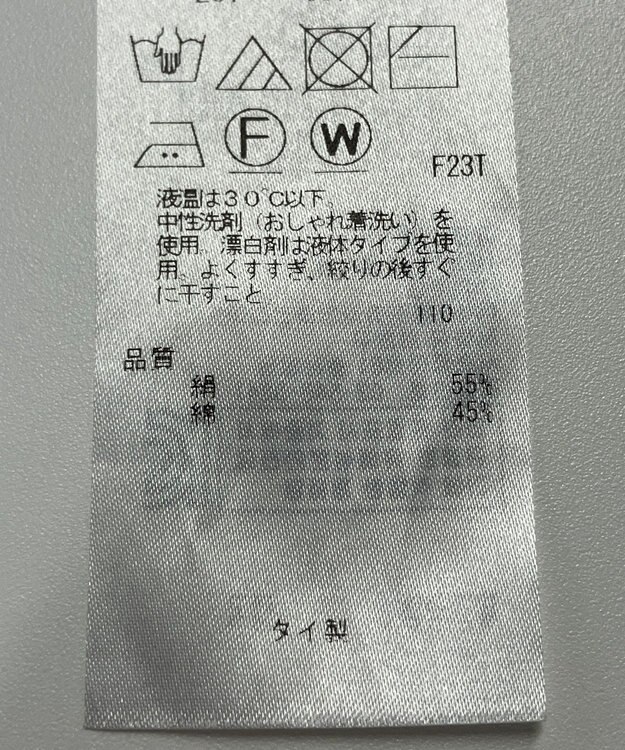 F
W
F23T
液温は30℃以下。
中性洗剤（おしゃれ着洗い）を
使用。漂白剤は液体タイプを使
用。よくすすぎ、絞りの後すぐ
に干すこと
110
品質
絹 55%
綿 45%
タイ製